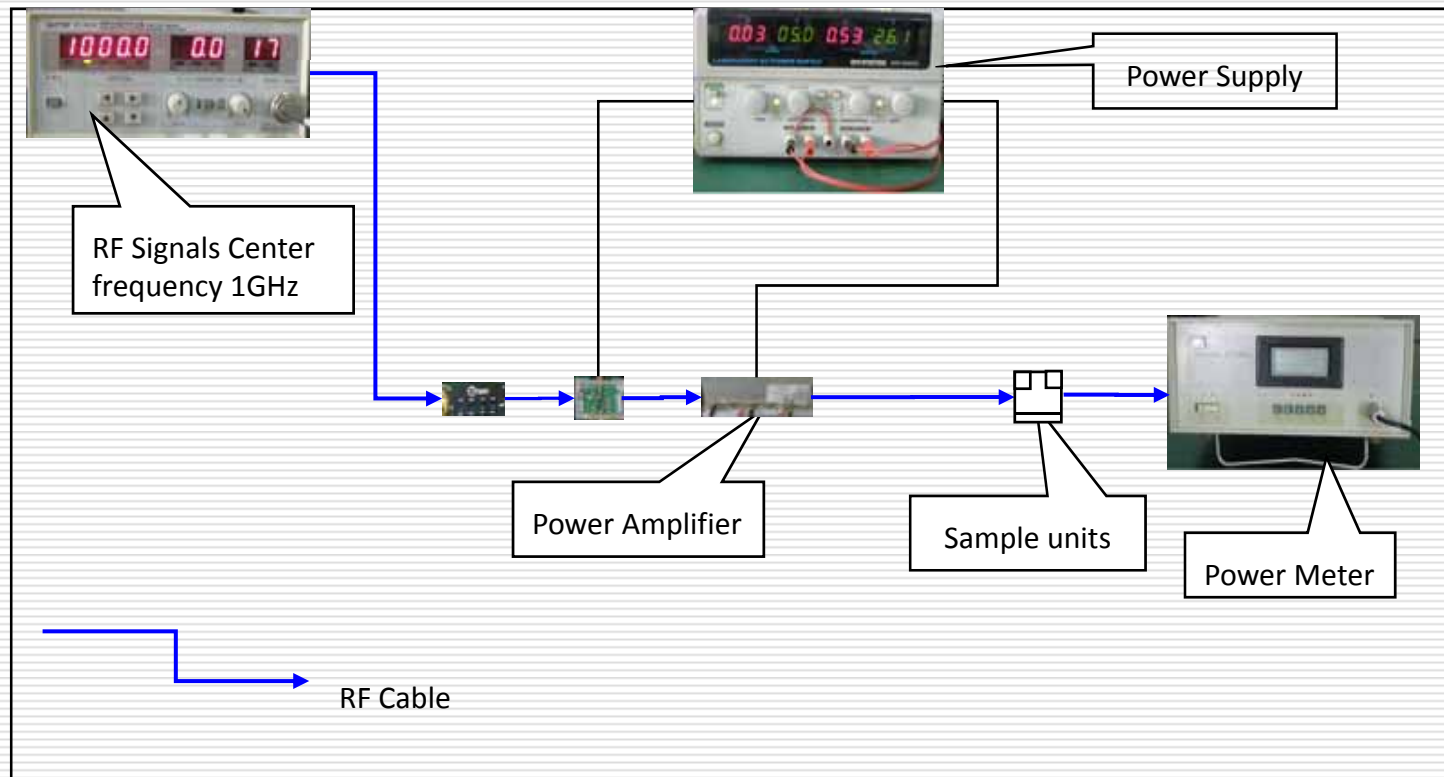 1000.0 0.0 17
0.03 05.0 0.53 26.1
Power Supply
RF Signals Center
frequency 1GHz
Power Amplifier
Sample units
Power Meter
RF Cable